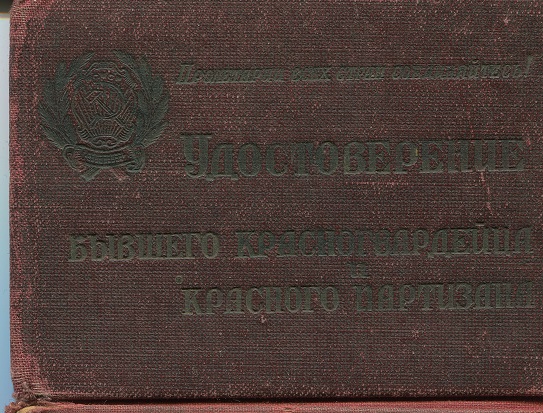 Пролетарии всех стран соединяйтесь!
Удостоверение
бывшего красногвардейца
и
красного партизана